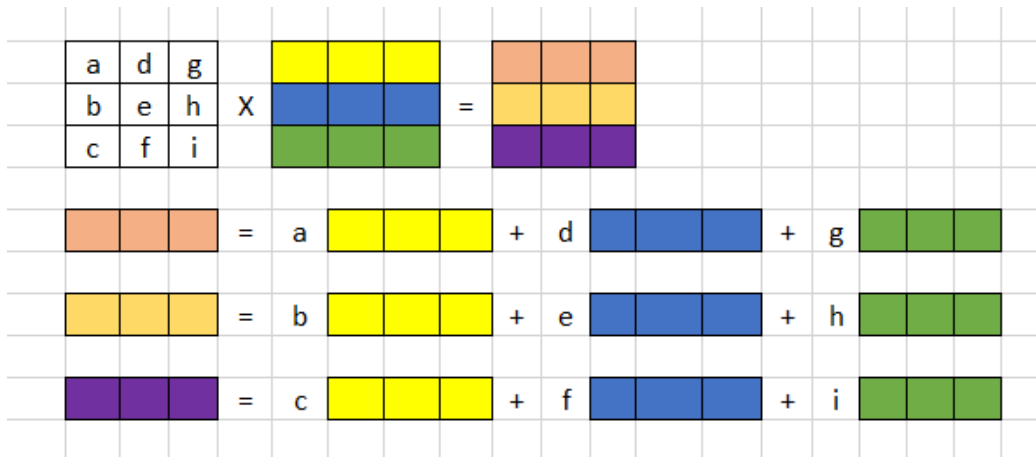 a d g
b e h X =
c f i
= a + d + g
= b + e + h
= c + f + i